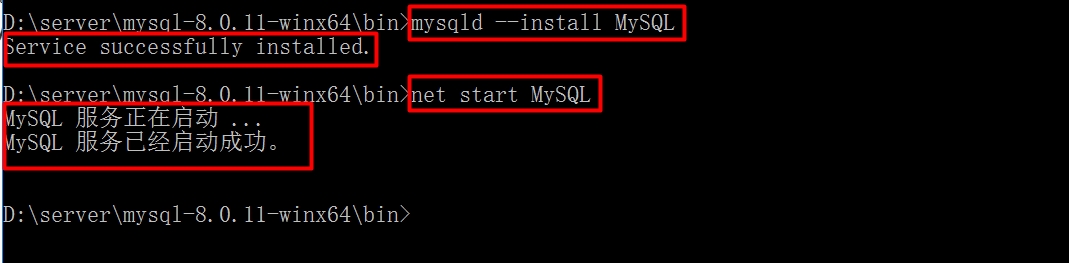 D:\server\mysql-8.0.11-winx64\bin>mysqld --install MySQL
Service successfully installed.
D:\server\mysql-8.0.11-winx64\bin>net start MySQL
MySQL 服务正在启动 ...
MySQL 服务已经启动成功。
D:\server\mysql-8.0.11-winx64\bin>